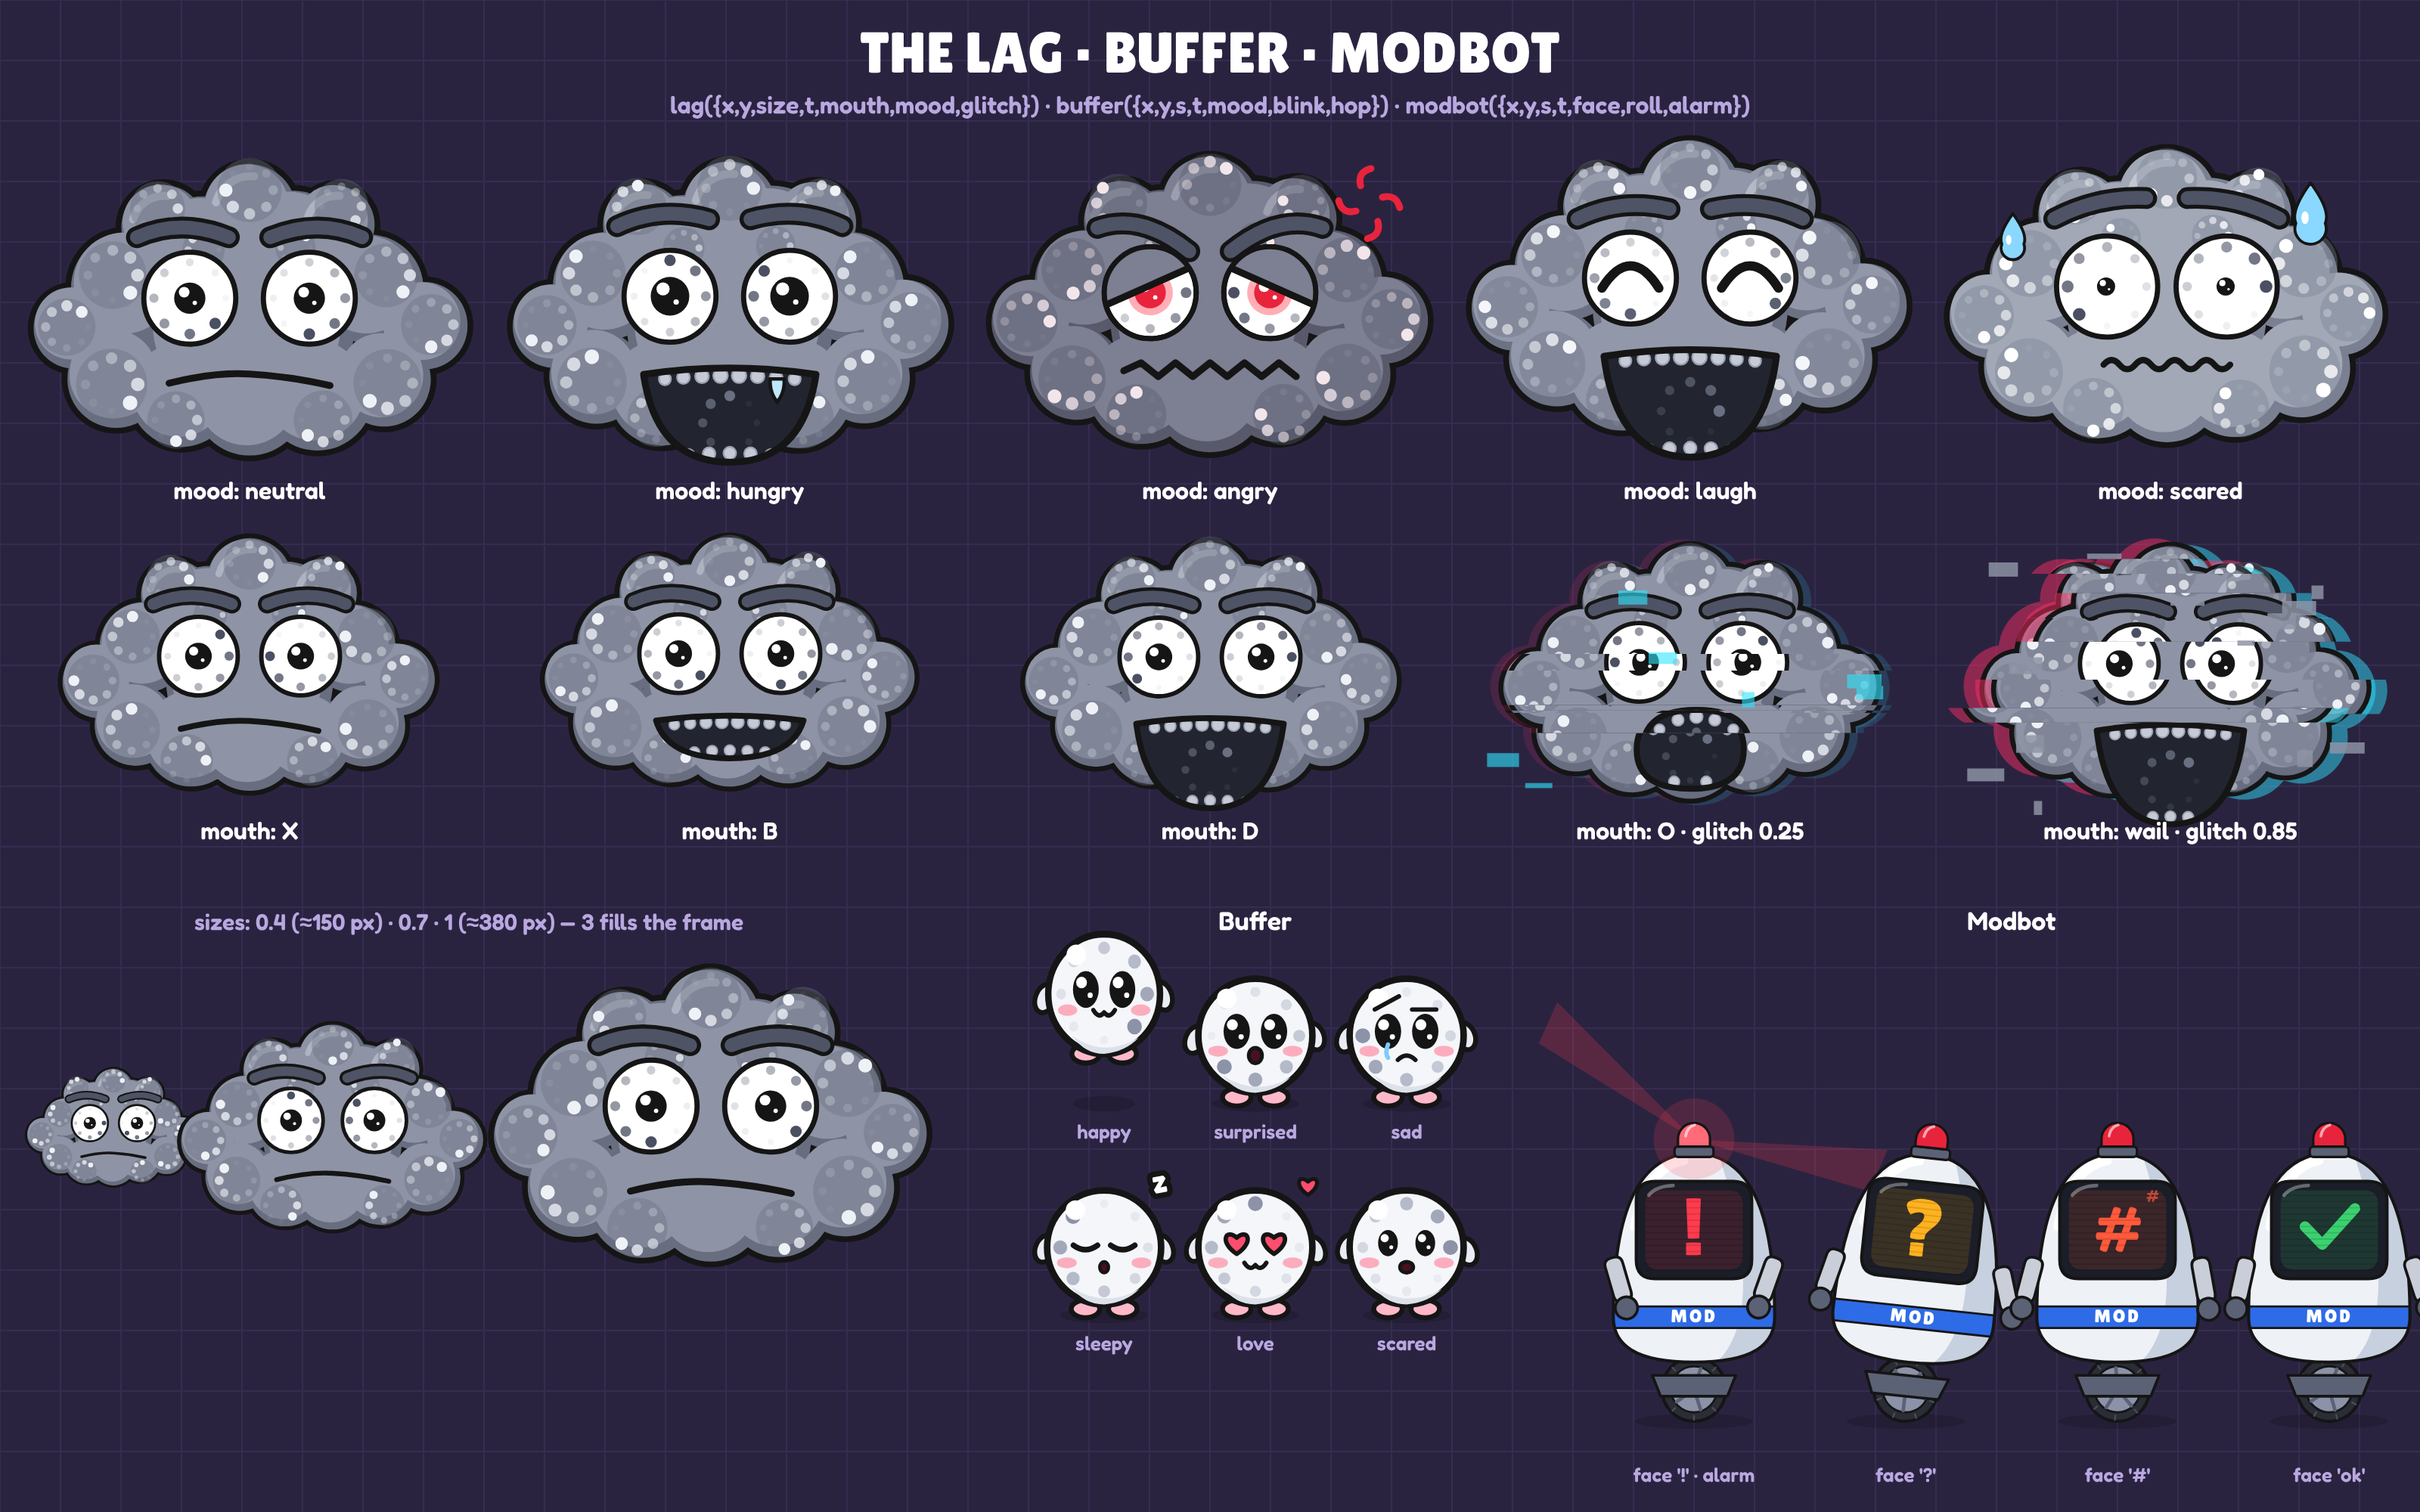 THE LAG · BUFFER · MODBOT
lag({x,y,size,t,mouth,mood,glitch}) · buffer({x,y,s,t,mood,blink,hop}) · modbot({x,y,s,t,face,roll,alarm})
mood: neutral
mood: hungry
mood: angry
mood: laugh
mood: scared
mouth: X
mouth: B
mouth: D
mouth: O · glitch 0.25
mouth: wail · glitch 0.85
sizes: 0.4 (≈150 px) · 0.7 · 1 (≈380 px) — 3 fills the frame
Buffer
Modbot
happy
surprised
sad
z
sleepy
love
scared
!
?
#
#
MOD
MOD
MOD
MOD
face '!' · alarm
face '?'
face '#'
face 'ok'